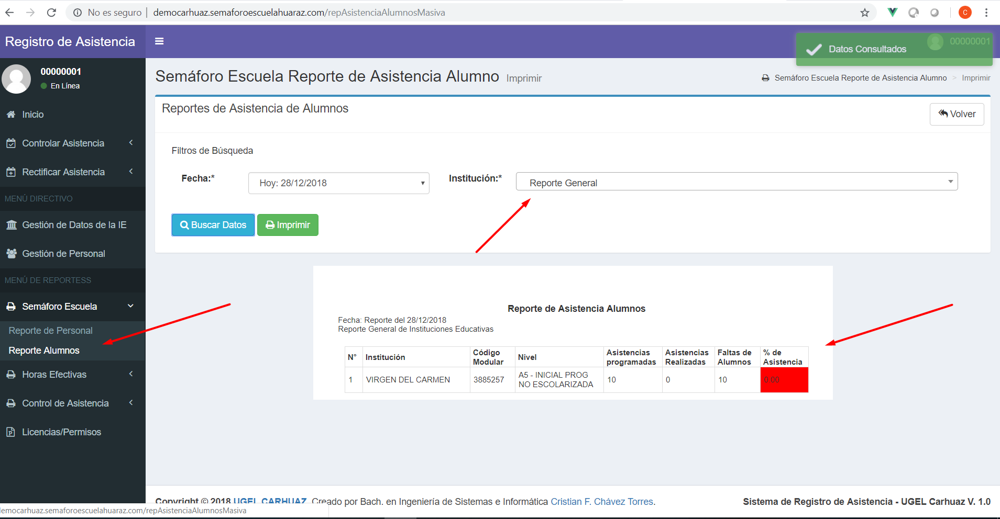 No es seguro | democarhuaz.semaforoescuelahuaraz.com/repAsistenciaAlumnosMasiva
C
Registro de Asistencia
Datos Consultados
00000001
00000001
En Línea
Semáforo Escuela Reporte de Asistencia Alumno Imprimir
Semáforo Escuela Reporte de Asistencia Alumno > Imprimir
Inicio
Controlar Asistencia
Rectificar Asistencia
MENÚ DIRECTIVO
Gestión de Datos de la IE
Gestión de Personal
MENÚ DE REPORTESS
Semáforo Escuela
Reporte de Personal
Reporte Alumnos
Horas Efectivas
Control de Asistencia
Licencias/Permisos
Reportes de Asistencia de Alumnos
Volver
Filtros de Búsqueda
Fecha:* Hoy: 28/12/2018 Institución:* Reporte General
Buscar Datos Imprimir
Reporte de Asistencia Alumnos
Fecha: Reporte del 28/12/2018
Reporte General de Instituciones Educativas
N° Institución Código Modular Nivel Asistencias programadas Asistencias Realizadas Faltas de Alumnos % de Asistencia
1 VIRGEN DEL CARMEN 3885257 A5 - INICIAL PROG NO ESCOLARIZADA 10 0 10 0.00
Copyright © 2018 UGEL CARHUAZ. Creado por Bach. en Ingeniería de Sistemas e Informática Cristian F. Chávez Torres.
Sistema de Registro de Asistencia - UGEL Carhuaz V. 1.0
democarhuaz.semaforoescuelahuaraz.com/repAsistenciaAlumnosMasiva